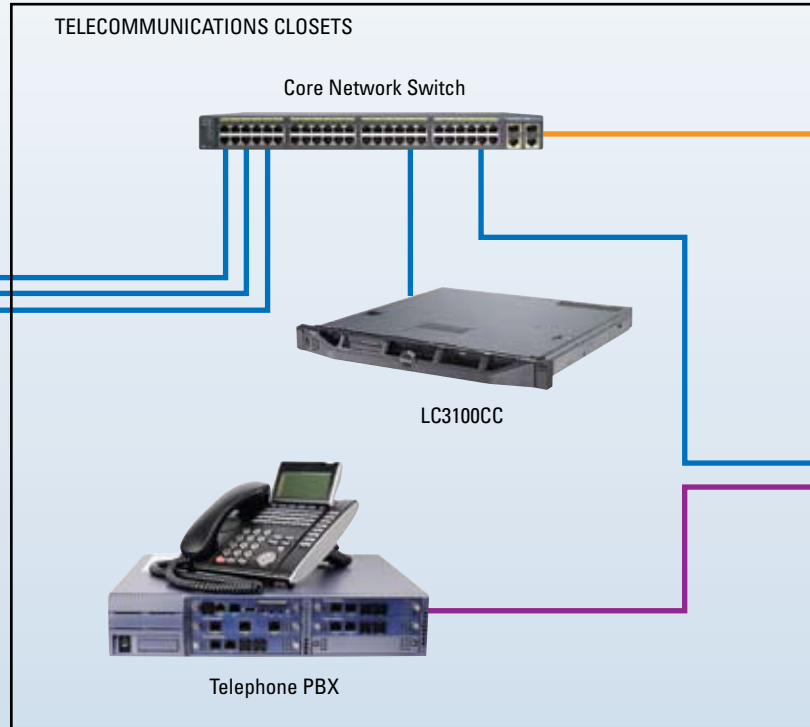 TELECOMMUNICATIONS CLOSETS
Core Network Switch
LC3100CC
Telephone PBX